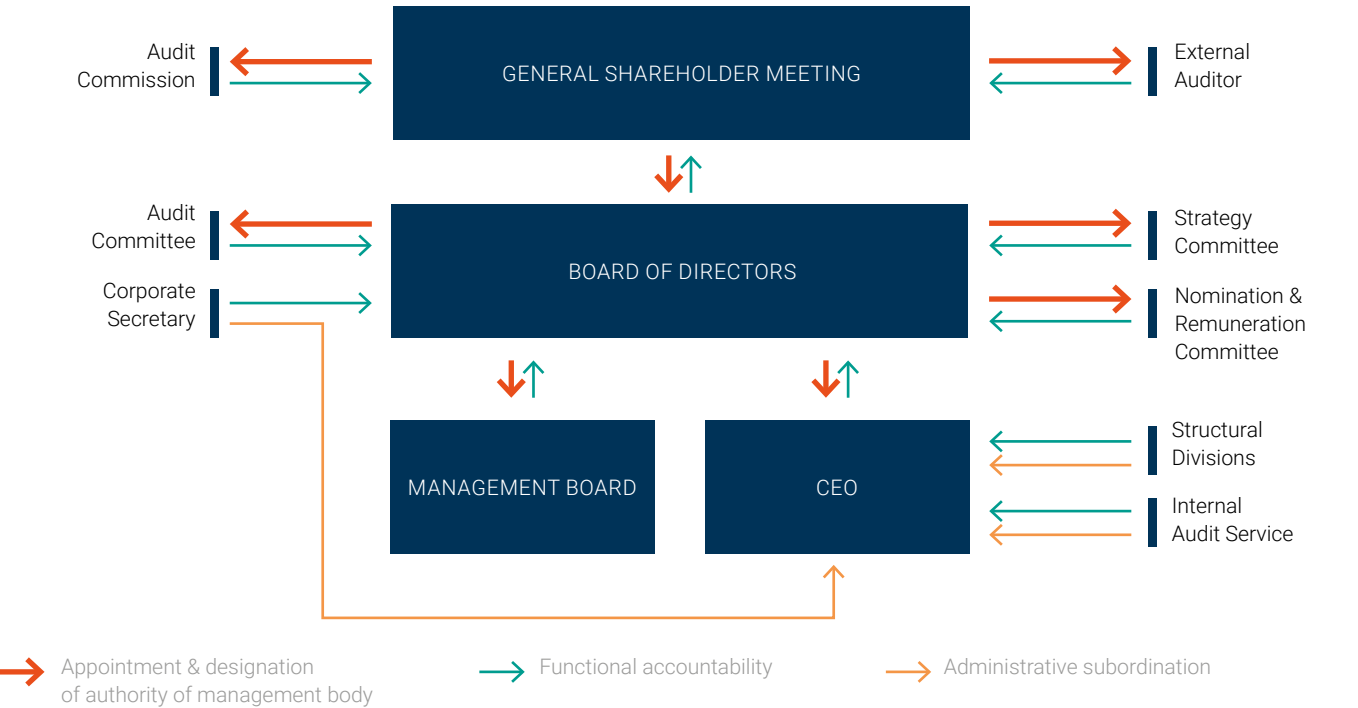 Audit
Commission
GENERAL SHAREHOLDER MEETING
External
Auditor
Audit
Committee
Corporate
Secretary
BOARD OF DIRECTORS
Strategy
Committee
Nomination &
Remuneration
Committee
MANAGEMENT BOARD
CEO
Structural
Divisions
Internal
Audit Service
Appointment & designation
of authority of management body
Functional accountability
Administrative subordination